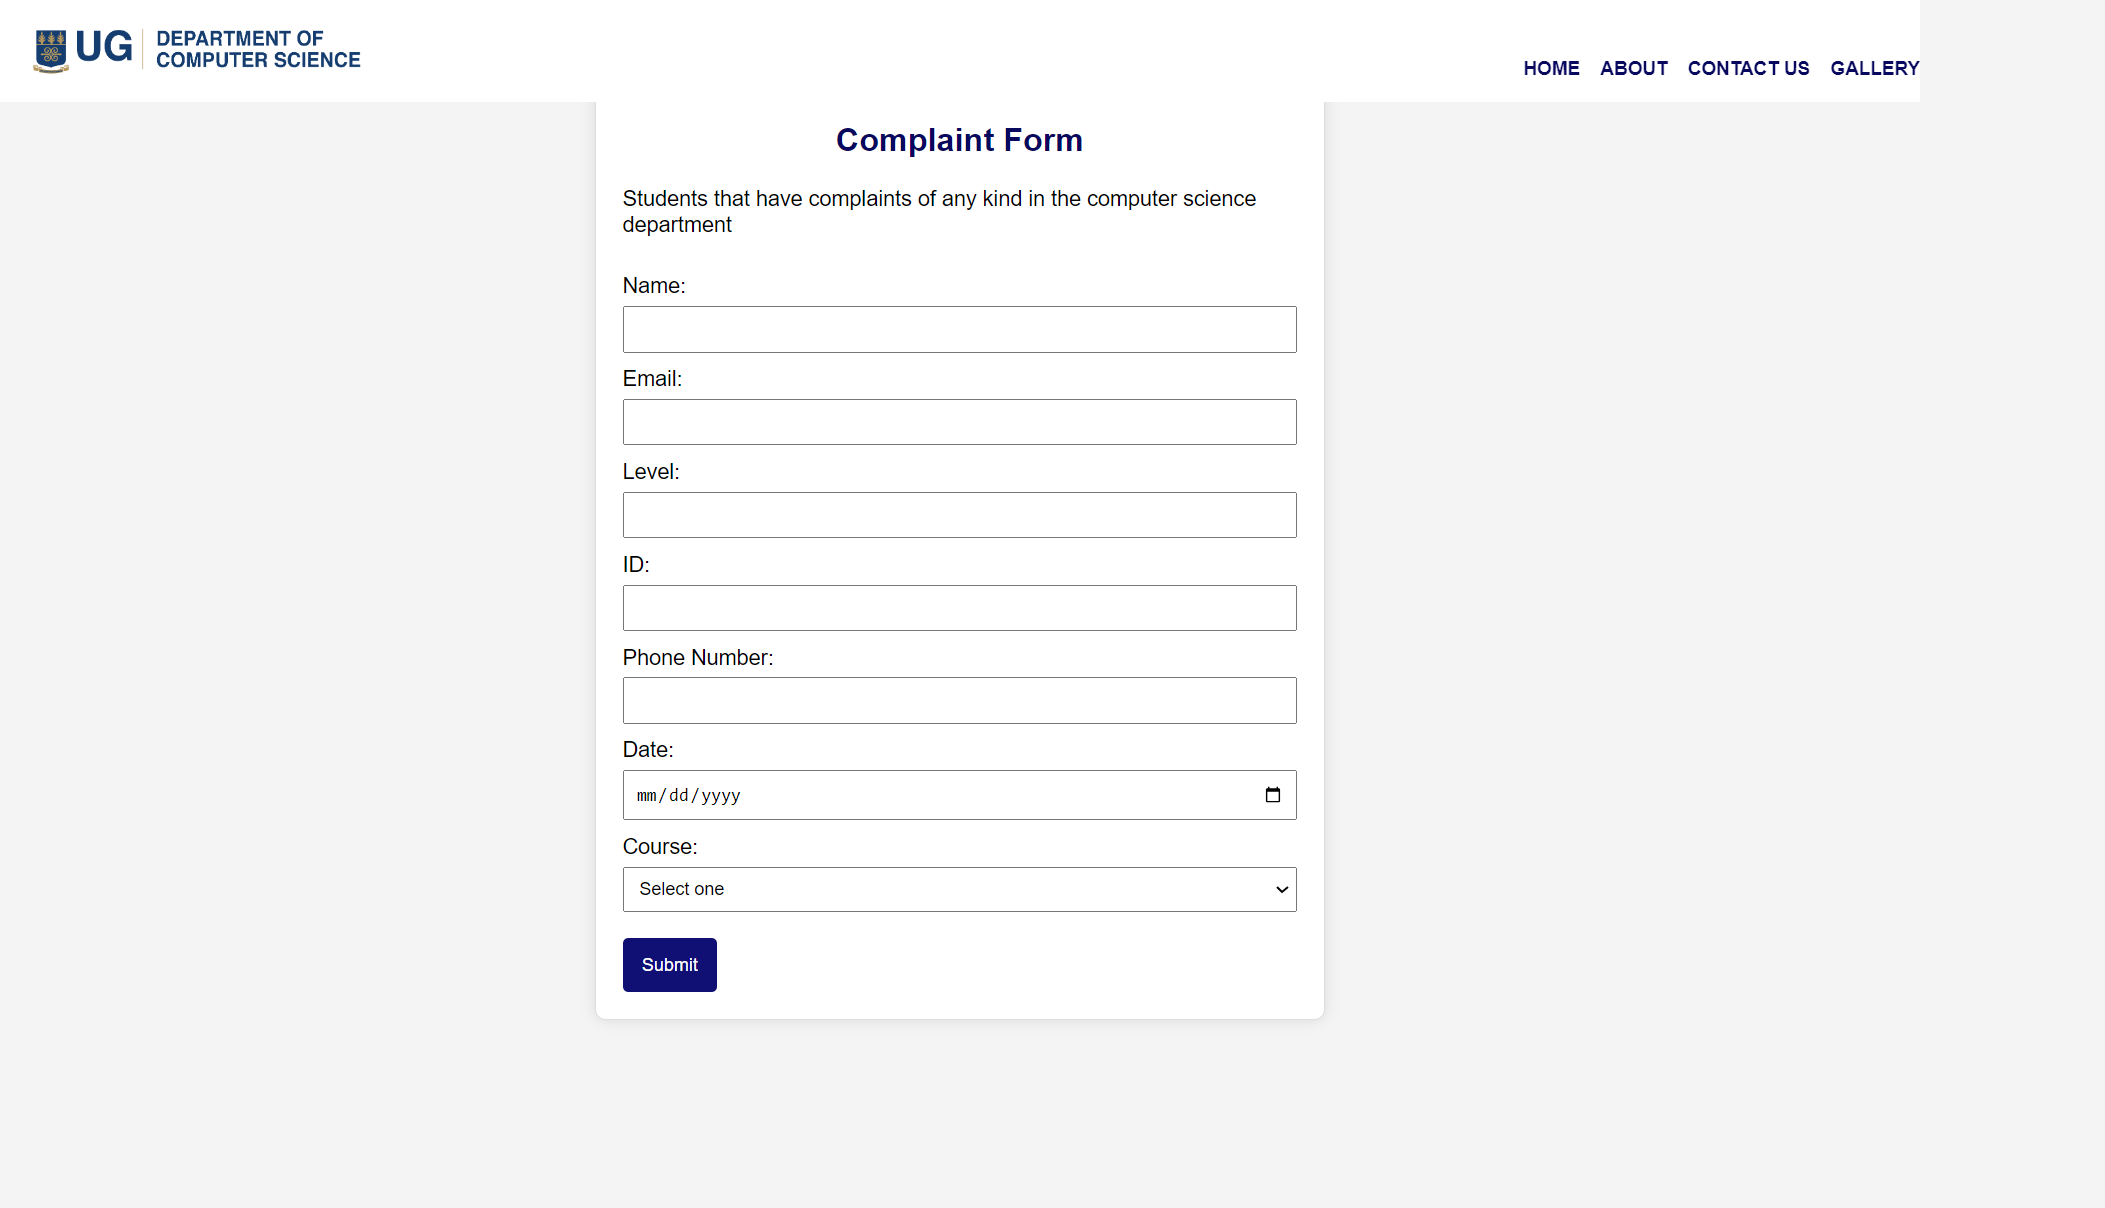 UG
DEPARTMENT OF
COMPUTER SCIENCE
HOME ABOUT CONTACT US GALLERY
Complaint Form
Students that have complaints of any kind in the computer science
department
Name:
Email:
Level:
ID:
Phone Number:
Date:
mm/dd/yyyy
Course:
Select one
Submit